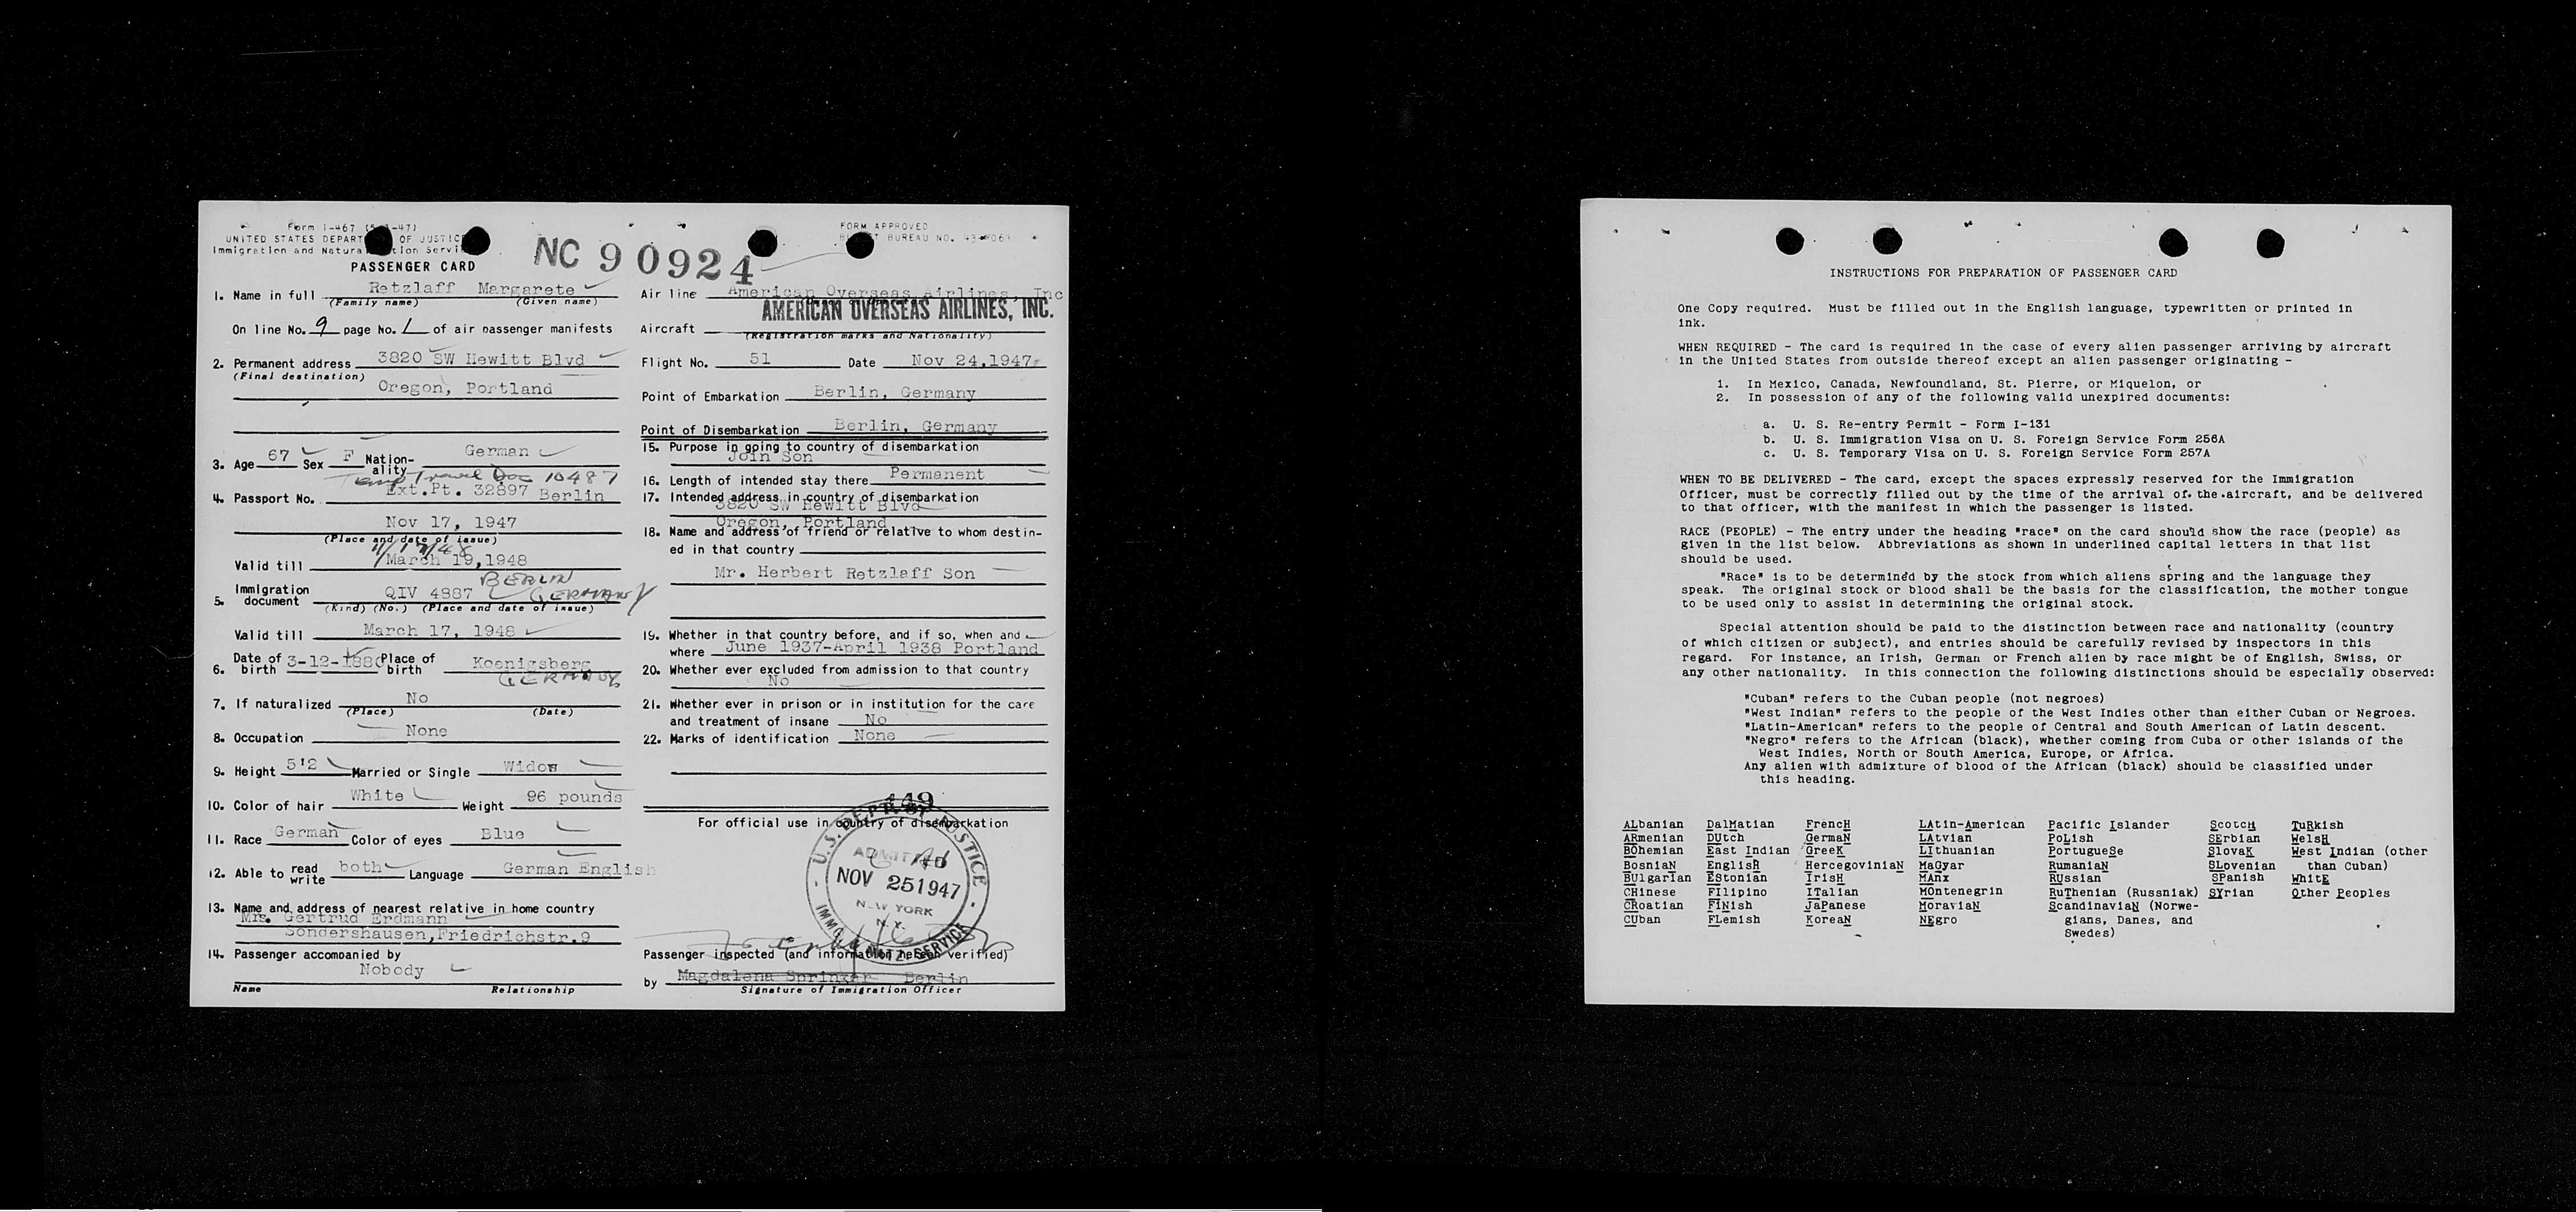 Form I-467
UNITED STATES DEPART OF JUSTICE
Immigration and Natura tion Servi
PASSENGER CARD
FORM APPROVED
BUREAU NO.
NC 90924
1. Name in full Retzlaff Margarete
(Family name) (Given name)
On line No. 9 page No. 1 of air passenger manifests
2. Permanent address 3820 SW Hewitt Blvd
(Final destination)
Oregon, Portland
3. Age 67 Sex F Nation-ality German
Temp Travel Doc 10487
4. Passport No. Ext.Pt. 32897 Berlin
Nov 17, 1947
(Place and date of issue)
11/17/48
Valid till March 19,1948
BERLIN
5. Immigration document QIV 4887 GERMANY
(Kind) (No.) (Place and date of issue)
Valid till March 17, 1948
6. Date of birth 3-12-1880 Place of birth Koenigsberg
GERMANY
7. If naturalized No
(Place) (Date)
8. Occupation None
9. Height 5'2 Married or Single Widow
10. Color of hair White Weight 96 pounds
11. Race German Color of eyes Blue
12. Able to read write both Language German English
13. Name and address of nearest relative in home country
Mrs. Gertrud Erdmann
Sondershausen,Friedrichstr.9
14. Passenger accompanied by
Nobody
Name Relationship
Air line American Overseas Airlines, Inc
AMERICAN OVERSEAS AIRLINES, INC.
Aircraft
(Registration marks and Nationality)
Flight No. 51 Date Nov 24,1947
Point of Embarkation Berlin, Germany
Point of Disembarkation Berlin, Germany
15. Purpose in going to country of disembarkation
Join Son
16. Length of intended stay there Permanent
17. Intended address in country of disembarkation
3820 SW Hewitt Blvd
Oregon, Portland
18. Name and address of friend or relative to whom destin-
ed in that country
Mr. Herbert Retzlaff Son
19. Whether in that country before, and if so, when and
where June 1937-April 1938 Portland
20. Whether ever excluded from admission to that country
No
21. Whether ever in prison or in institution for the care
and treatment of insane No
22. Marks of identification None
149
For official use in country of disembarkation
U.S. DEPT. OF JUSTICE
ADMITTED
NOV 25 1947
NEW YORK
N.Y.
IMMI. & NATZ. SERVICE
Passenger inspected (and information hereon verified)
by Magdalena Sprinker Berlin
Signature of Immigration Officer
INSTRUCTIONS FOR PREPARATION OF PASSENGER CARD
One Copy required. Must be filled out in the English language, typewritten or printed in
ink.
WHEN REQUIRED - The card is required in the case of every alien passenger arriving by aircraft
in the United States from outside thereof except an alien passenger originating -
1. In Mexico, Canada, Newfoundland, St. Pierre, or Miquelon, or
2. In possession of any of the following valid unexpired documents:
a. U. S. Re-entry Permit - Form I-131
b. U. S. Immigration Visa on U. S. Foreign Service Form 256A
c. U. S. Temporary Visa on U. S. Foreign Service Form 257A
WHEN TO BE DELIVERED - The card, except the spaces expressly reserved for the Immigration
Officer, must be correctly filled out by the time of the arrival of the aircraft, and be delivered
to that officer, with the manifest in which the passenger is listed.
RACE (PEOPLE) - The entry under the heading "race" on the card should show the race (people) as
given in the list below. Abbreviations as shown in underlined capital letters in that list
should be used.
"Race" is to be determined by the stock from which aliens spring and the language they
speak. The original stock or blood shall be the basis for the classification, the mother tongue
to be used only to assist in determining the original stock.
Special attention should be paid to the distinction between race and nationality (country
of which citizen or subject), and entries should be carefully revised by inspectors in this
regard. For instance, an Irish, German or French alien by race might be of English, Swiss, or
any other nationality. In this connection the following distinctions should be especially observed:
"Cuban" refers to the Cuban people (not negroes)
"West Indian" refers to the people of the West Indies other than either Cuban or Negroes.
"Latin-American" refers to the people of Central and South American of Latin descent.
"Negro" refers to the African (black), whether coming from Cuba or other islands of the
West Indies, North or South America, Europe, or Africa.
Any alien with admixture of blood of the African (black) should be classified under
this heading.
ALbanian DalMatian FrencH LAtin-American Pacific Islander ScotcH TuRkish
ARmenian DUtch GermaN LAtvian PoLish SErbian WelsH
BOhemian East Indian GreeK LIthuanian PortugueSe SlovaK West Indian (other
BosniaN EnglisH HercegoviniaN MaGyar RumaniaN SLovenian than Cuban)
BUlgarian EStonian IrisH MAnx RUssian SPanish WhitE
CHinese FIlipino ITalian MOntenegrin RuThenian (Russniak) SYrian Other Peoples
CRoatian FINish JaPanese MoraviaN ScandinaviaN (Norwe-
CUban FLemish KoreaN NEgro gians, Danes, and
Swedes)